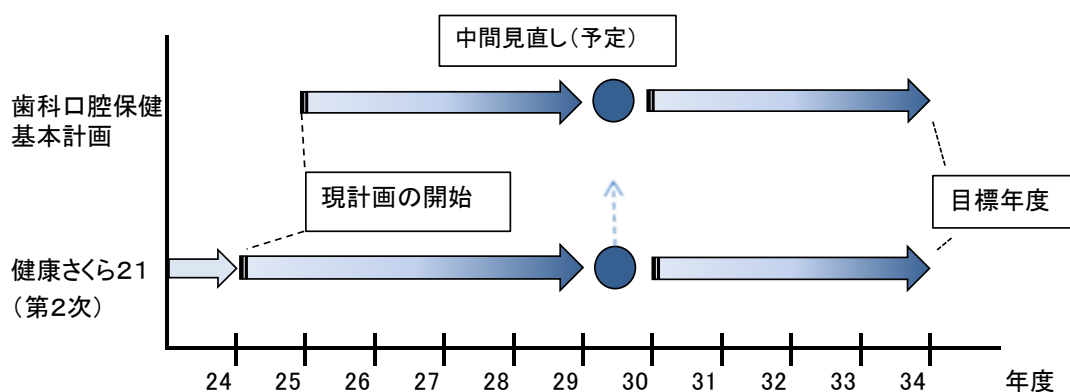 中間見直し（予定）
歯科口腔保健
基本計画
現計画の開始
目標年度
健康さくら２１
（第２次）
24 25 26 27 28 29 30 31 32 33 34 年度